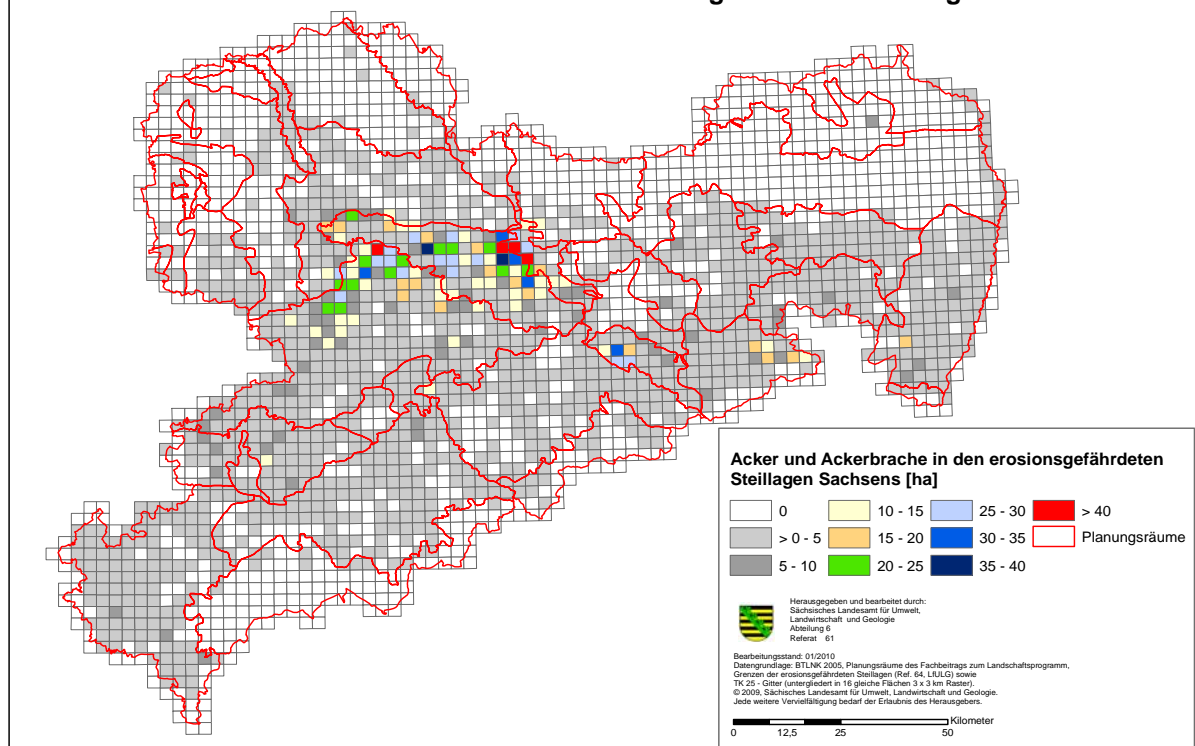 Acker und Ackerbrache in den erosionsgefährdeten
Steillagen Sachsens [ha]
0
10 - 15
25 - 30
> 40
> 0 - 5
15 - 20
30 - 35
Planungsräume
5 - 10
20 - 25
35 - 40
Herausgegeben und bearbeitet durch:
Sächsisches Landesamt für Umwelt,
Landwirtschaft und Geologie
Abteilung 6
Referat 61
Bearbeitungsstand: 01/2010
Datengrundlage: BTLNK 2005, Planungsräume des Fachbeitrags zum Landschaftsprogramm,
Grenzen der erosionsgefährdeten Steillagen (Ref. 64, LfULG) sowie
TK 25 - Gitter (untergliedert in 16 gleiche Flächen 3 x 3 km Raster).
© 2009, Sächsisches Landesamt für Umwelt, Landwirtschaft und Geologie.
Jede weitere Vervielfältigung bedarf der Erlaubnis des Herausgebers.
Kilometer
0 12,5 25 50